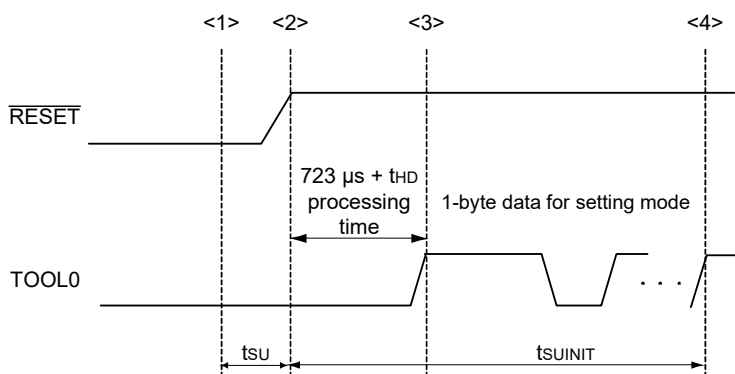 <1> <2> <3> <4>
RESET
723 µs + tHD
processing
time
1-byte data for setting mode
TOOL0
. . .
tSU
tSUINIT